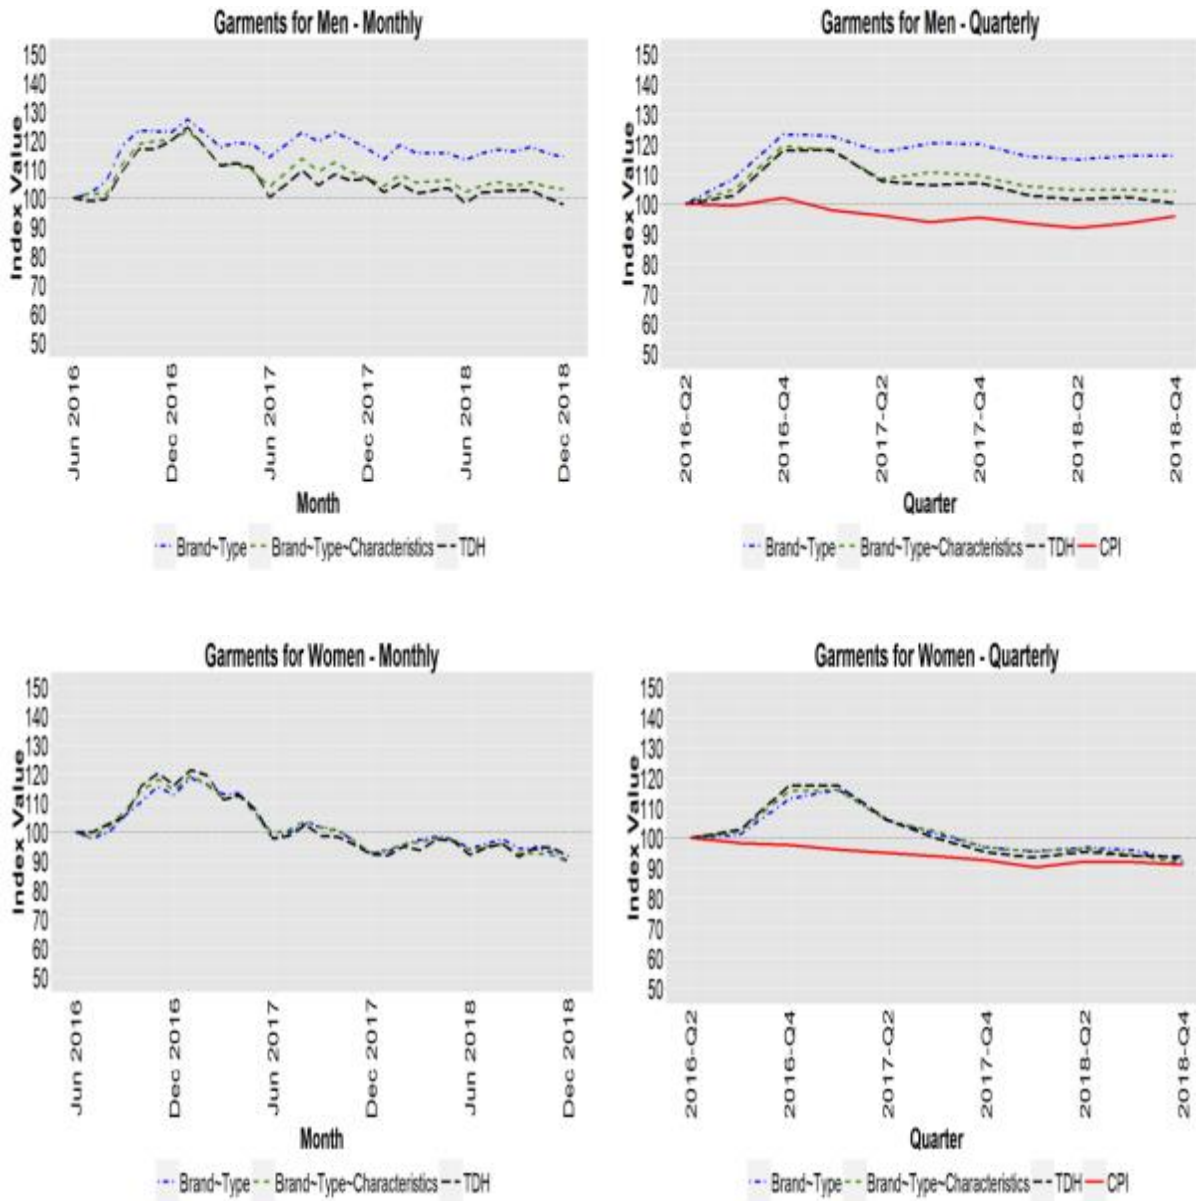 Garments for Men - Monthly
Index Value
150
140
130
120
110
100
90
80
70
60
50
Jun 2016
Dec 2016
Jun 2017
Dec 2017
Jun 2018
Dec 2018
Month
Brand~Type Brand~Type~Characteristics TDH
Garments for Men - Quarterly
Index Value
150
140
130
120
110
100
90
80
70
60
50
2016-Q2
2016-Q4
2017-Q2
2017-Q4
2018-Q2
2018-Q4
Quarter
Brand~Type Brand~Type~Characteristics TDH CPI
Garments for Women - Monthly
Index Value
150
140
130
120
110
100
90
80
70
60
50
Jun 2016
Dec 2016
Jun 2017
Dec 2017
Jun 2018
Dec 2018
Month
Brand~Type Brand~Type~Characteristics TDH
Garments for Women - Quarterly
Index Value
150
140
130
120
110
100
90
80
70
60
50
2016-Q2
2016-Q4
2017-Q2
2017-Q4
2018-Q2
2018-Q4
Quarter
Brand~Type Brand~Type~Characteristics TDH CPI